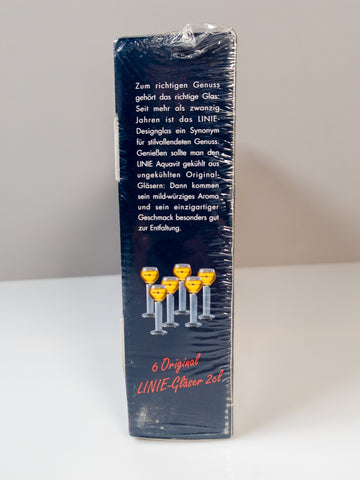 Zum richtigen Genuss
gehört das richtige Glas:
Seit mehr als zwanzig
Jahren ist das LINIE-
Designglas ein Synonym
für stilvollendeten Genuss:
Genießen sollte man den
LINIE Aquavit gekühlt aus
ungekühlten Original-
Gläsern: Dann kommen
sein mild-würziges Aroma
und sein einzigartiger
Geschmack besonders gut
zur Entfaltung.
6 Original
LINIE-Gläser 2cl